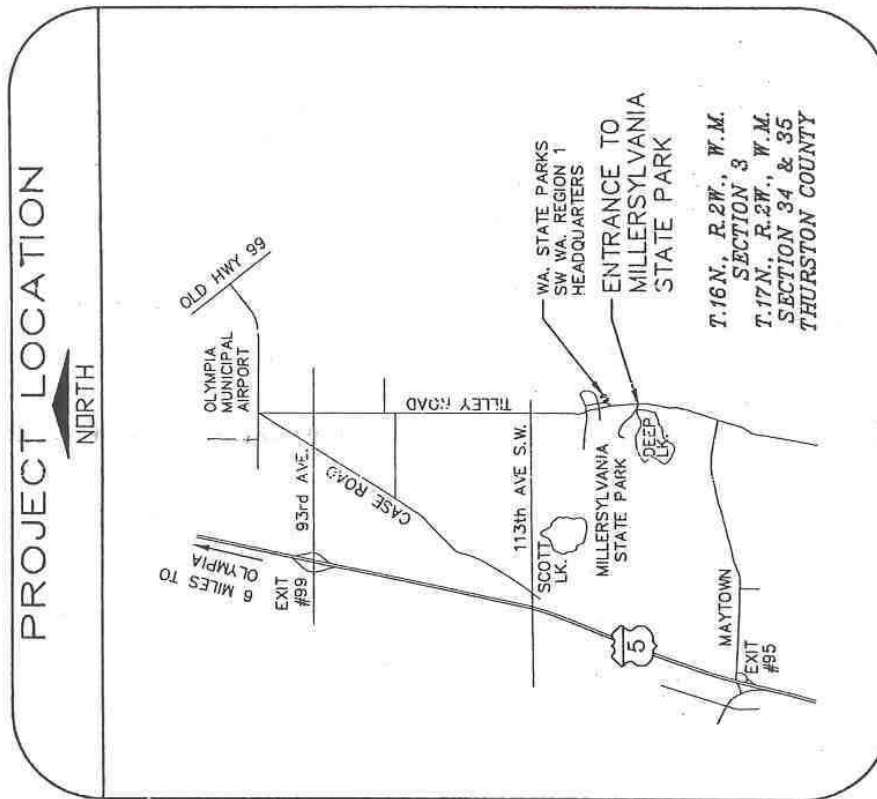 PROJECT LOCATION
NORTH
OLD HWY 99
OLYMPIA
MUNICIPAL
AIRPORT
6 MILES TO
OLYMPIA
EXIT
#99
93rd AVE.
CASE ROAD
TILLEY ROAD
113th AVE S.W.
SCOTT
LK.
MILLERSYLVANIA
STATE PARK
DEEP
LK.
WA. STATE PARKS
SW WA. REGION 1
HEADQUARTERS
ENTRANCE TO
MILLERSYLVANIA
STATE PARK
5
MAYTOWN
EXIT
#95
T.16N., R.2W., W.M.
SECTION 3
T.17N., R.2W., W.M.
SECTION 34 & 35
THURSTON COUNTY